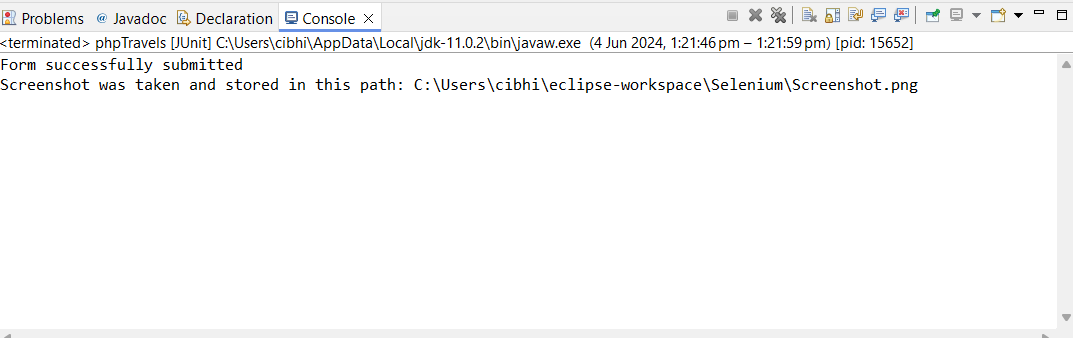 Problems @ Javadoc Declaration Console
<terminated> phpTravels [JUnit] C:\Users\cibhi\AppData\Local\jdk-11.0.2\bin\javaw.exe (4 Jun 2024, 1:21:46 pm – 1:21:59 pm) [pid: 15652]
Form successfully submitted
Screenshot was taken and stored in this path: C:\Users\cibhi\eclipse-workspace\Selenium\Screenshot.png